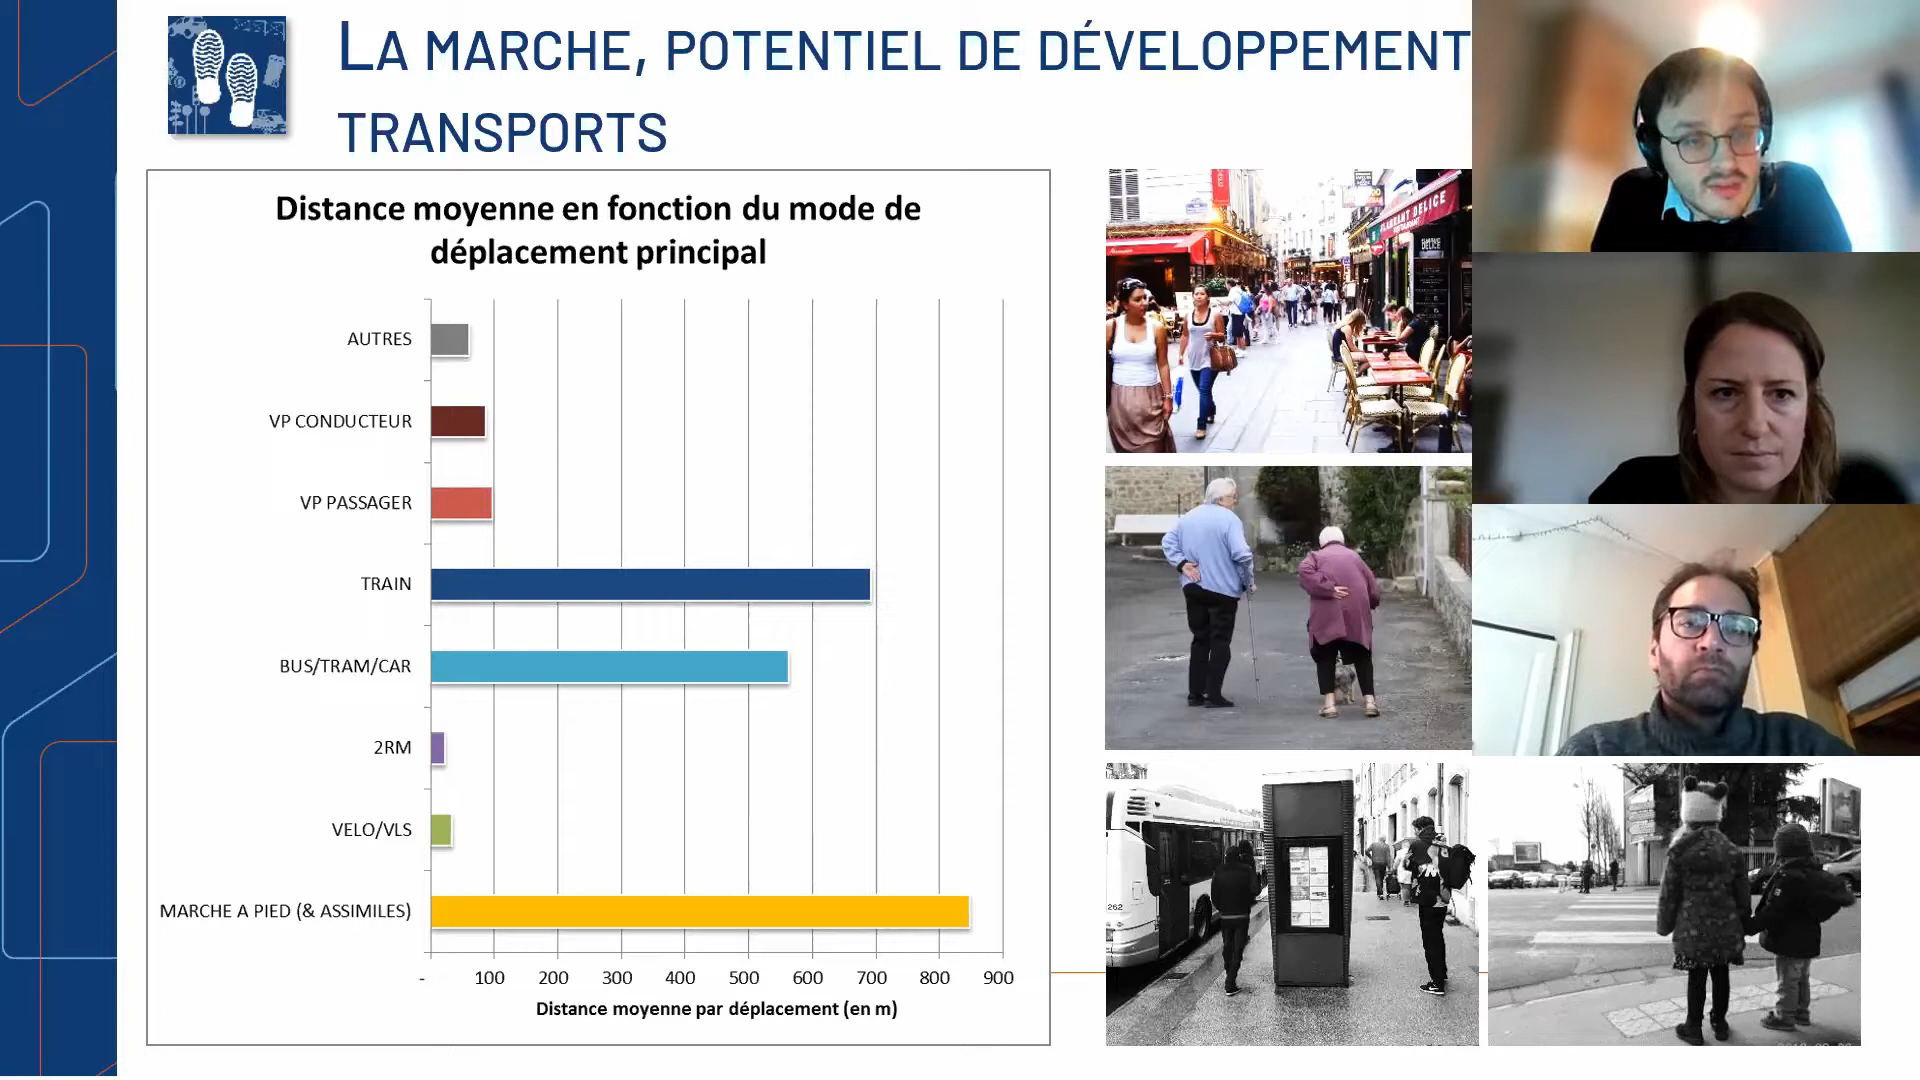 LA MARCHE, POTENTIEL DE DÉVELOPPEMENT
TRANSPORTS
Distance moyenne en fonction du mode de
déplacement principal
AUTRES
VP CONDUCTEUR
VP PASSAGER
TRAIN
BUS/TRAM/CAR
2RM
VELO/VLS
MARCHE A PIED (& ASSIMILES)
- 100 200 300 400 500 600 700 800 900
Distance moyenne par déplacement (en m)
DELICE
262